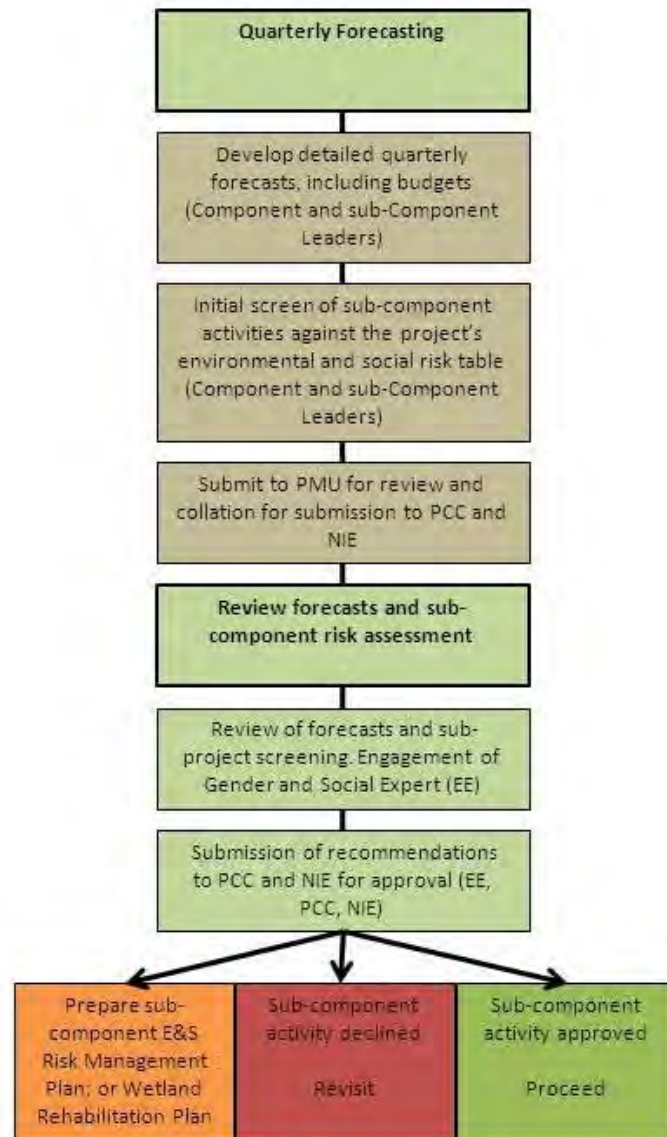 Quarterly Forecasting
Develop detailed quarterly
forecasts, including budgets
(Component and sub-Component
Leaders)
Initial screen of sub-component
activities against the project's
environmental and social risk table
(Component and sub-Component
Leaders)
Submit to PMU for review and
collation for submission to PCC and
NIE
Review forecasts and sub-
component risk assessment
Review of forecasts and sub-
project screening. Engagement of
Gender and Social Expert (EE)
Submission of recommendations
to PCC and NIE for approval (EE,
PCC, NIE)
Prepare sub-
component E&S
Risk Management
Plan; or Wetland
Rehabilitation Plan
Sub-component
activity declined
Revisit
Sub-component
activity approved
Proceed